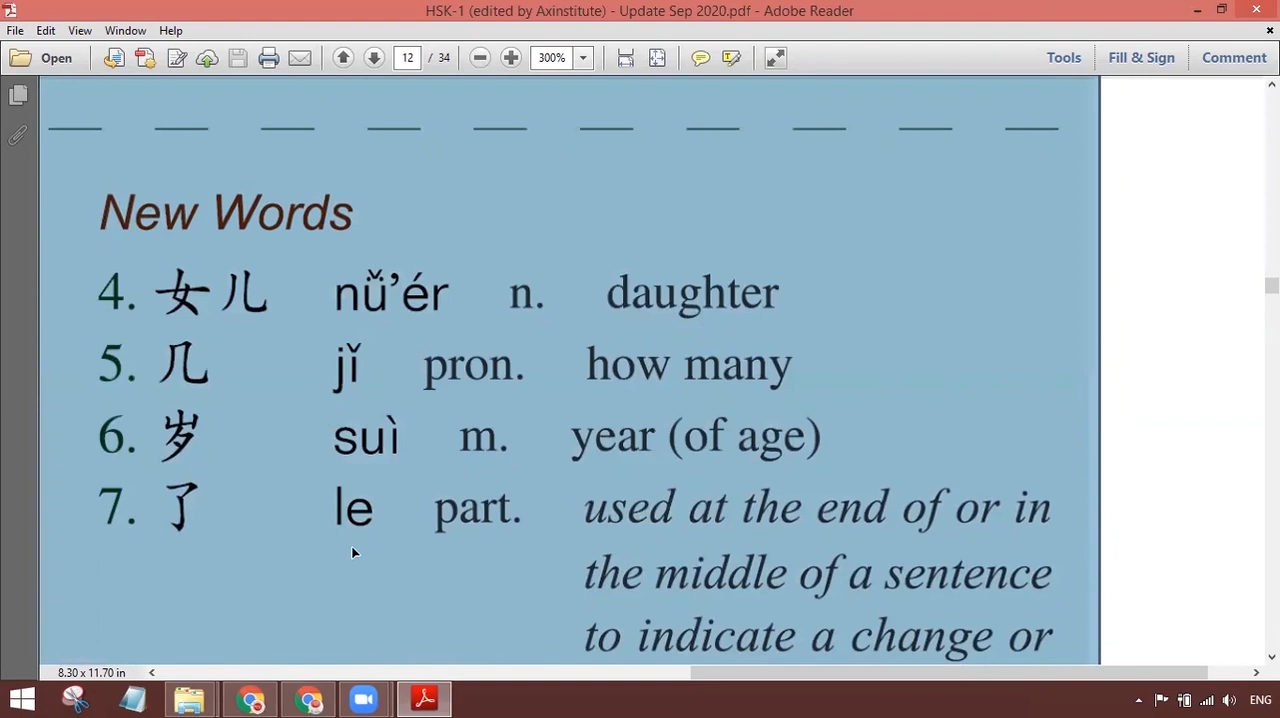 HSK-1 (edited by Axinstitute) - Update Sep 2020.pdf - Adobe Reader
File Edit View Window Help
Open 12 / 34 300% Tools Fill & Sign Comment
New Words
4. 女儿 nǚ’ér n. daughter
5. 几 jǐ pron. how many
6. 岁 suì m. year (of age)
7. 了 le part. used at the end of or in
the middle of a sentence
to indicate a change or
8.30 x 11.70 in
ENG